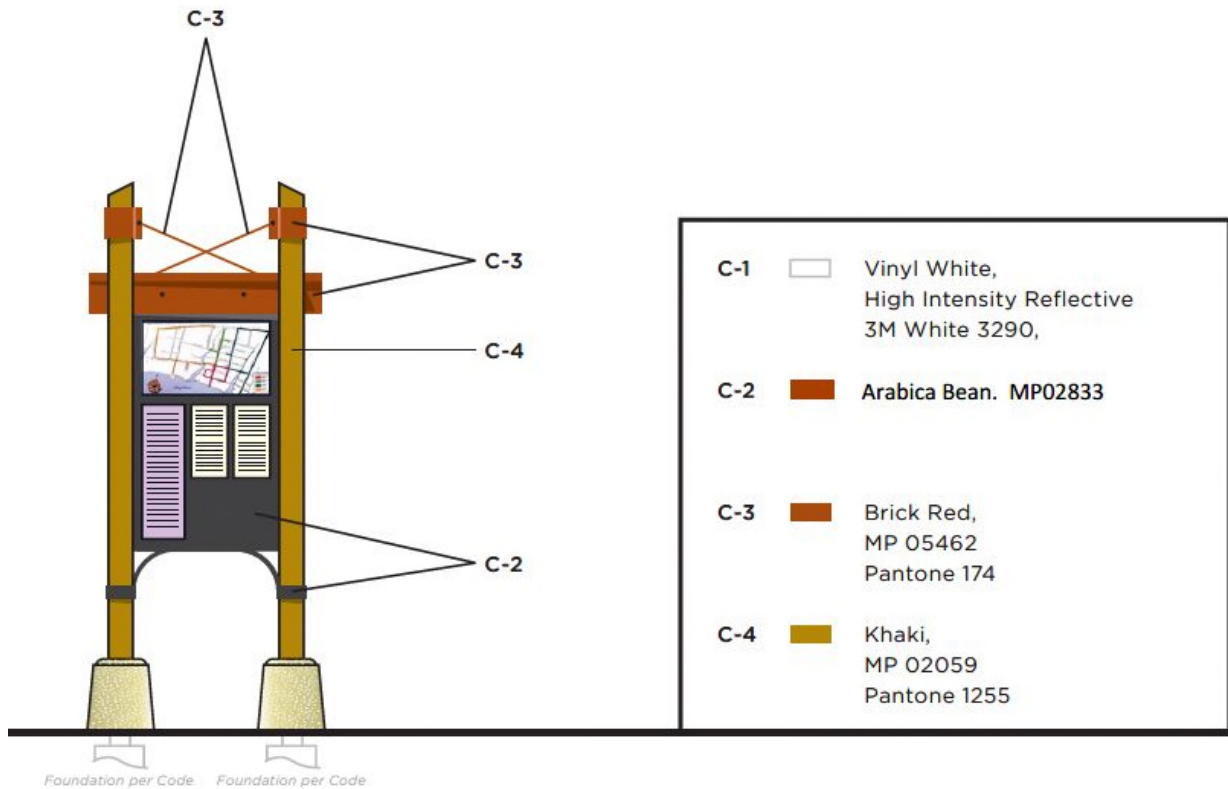 C-3
C-3
C-4
C-2
Foundation per Code
Foundation per Code
C-1
Vinyl White,
High Intensity Reflective
3M White 3290,
C-2
Arabica Bean.  MP02833
C-3
Brick Red,
MP 05462
Pantone 174
C-4
Khaki,
MP 02059
Pantone 1255